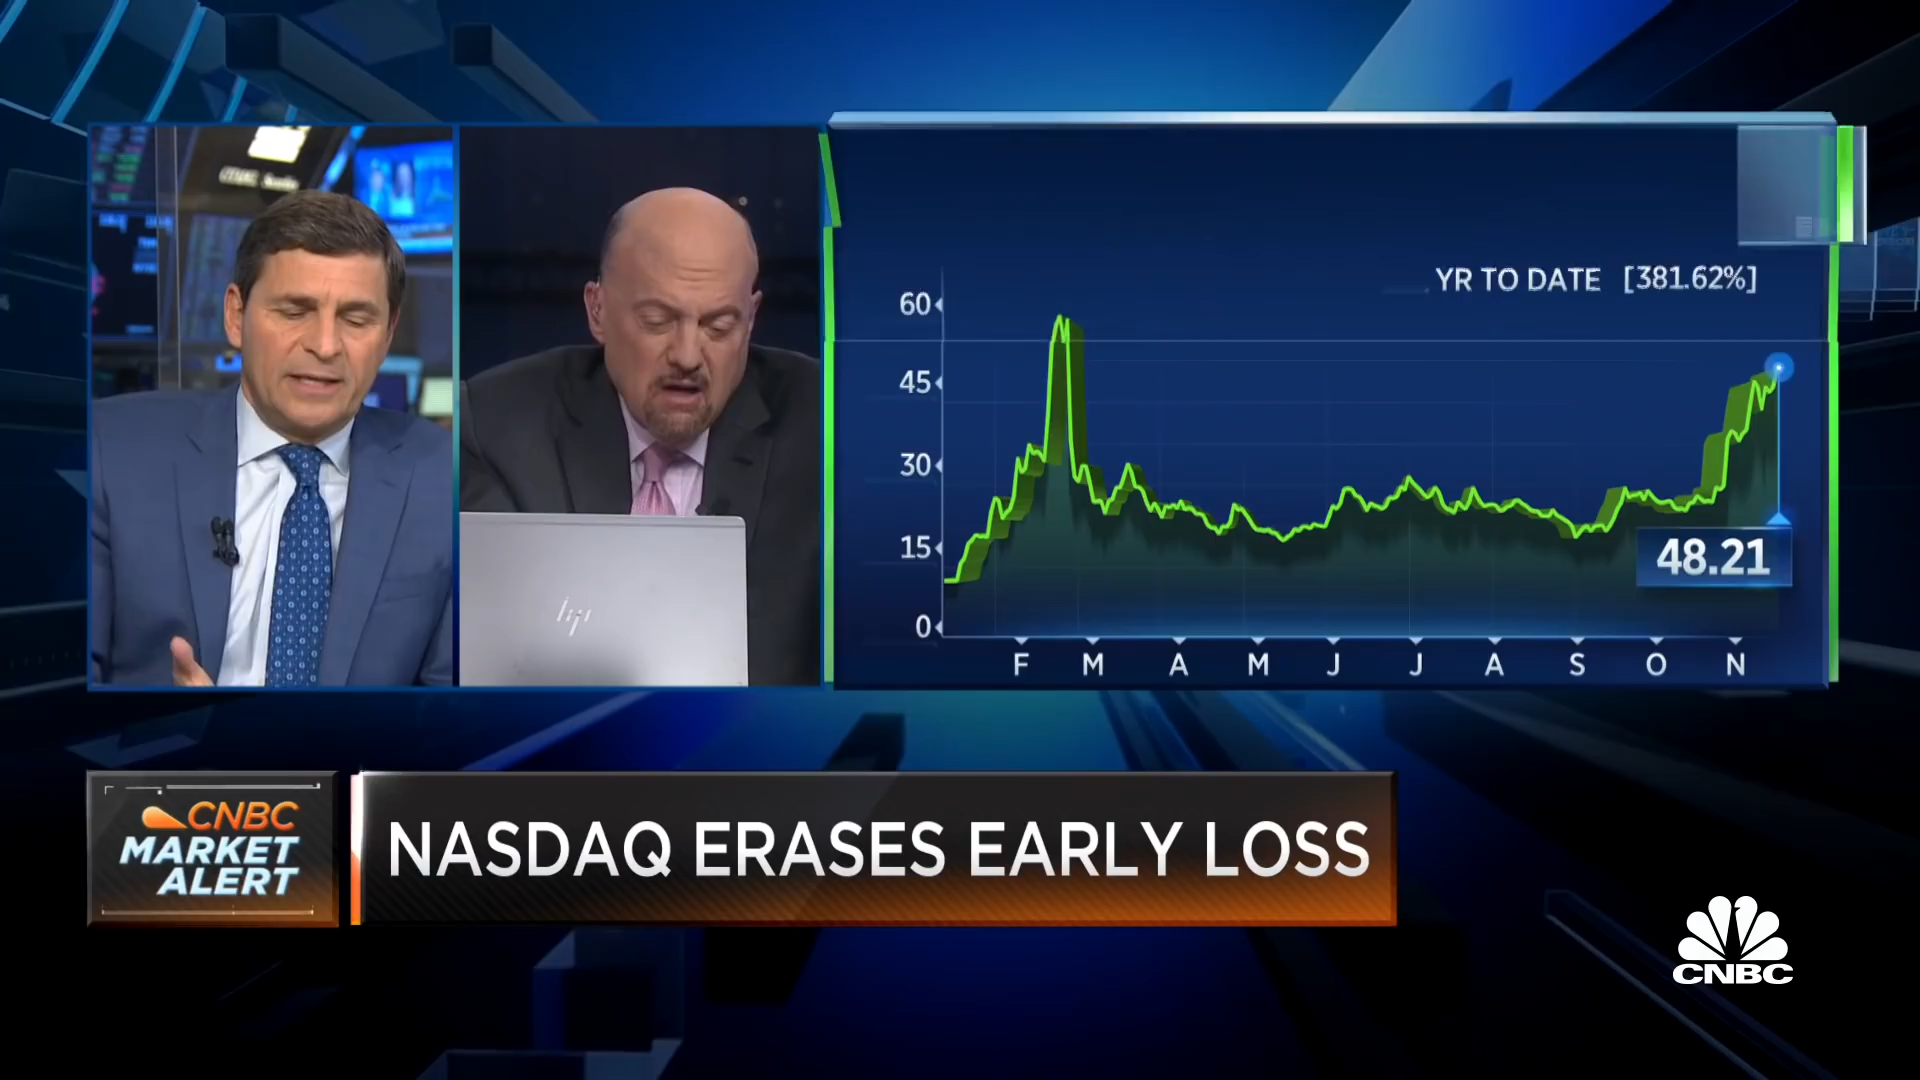 YR TO DATE [381.62%]
60
45
30
15
0
48.21
F M A M J J A S O N
hp
CNBC
MARKET
ALERT
NASDAQ ERASES EARLY LOSS
CNBC